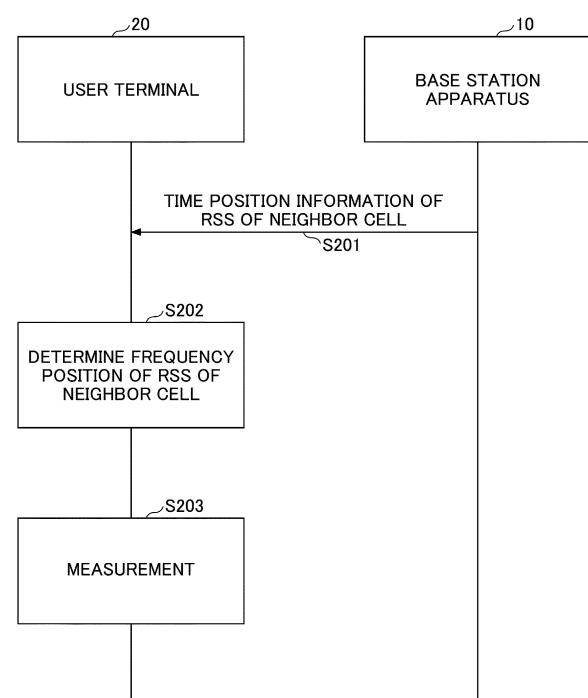 20
10
USER TERMINAL
BASE STATION
APPARATUS
TIME POSITION INFORMATION OF
RSS OF NEIGHBOR CELL
S201
S202
DETERMINE FREQUENCY
POSITION OF RSS OF
NEIGHBOR CELL
S203
MEASUREMENT